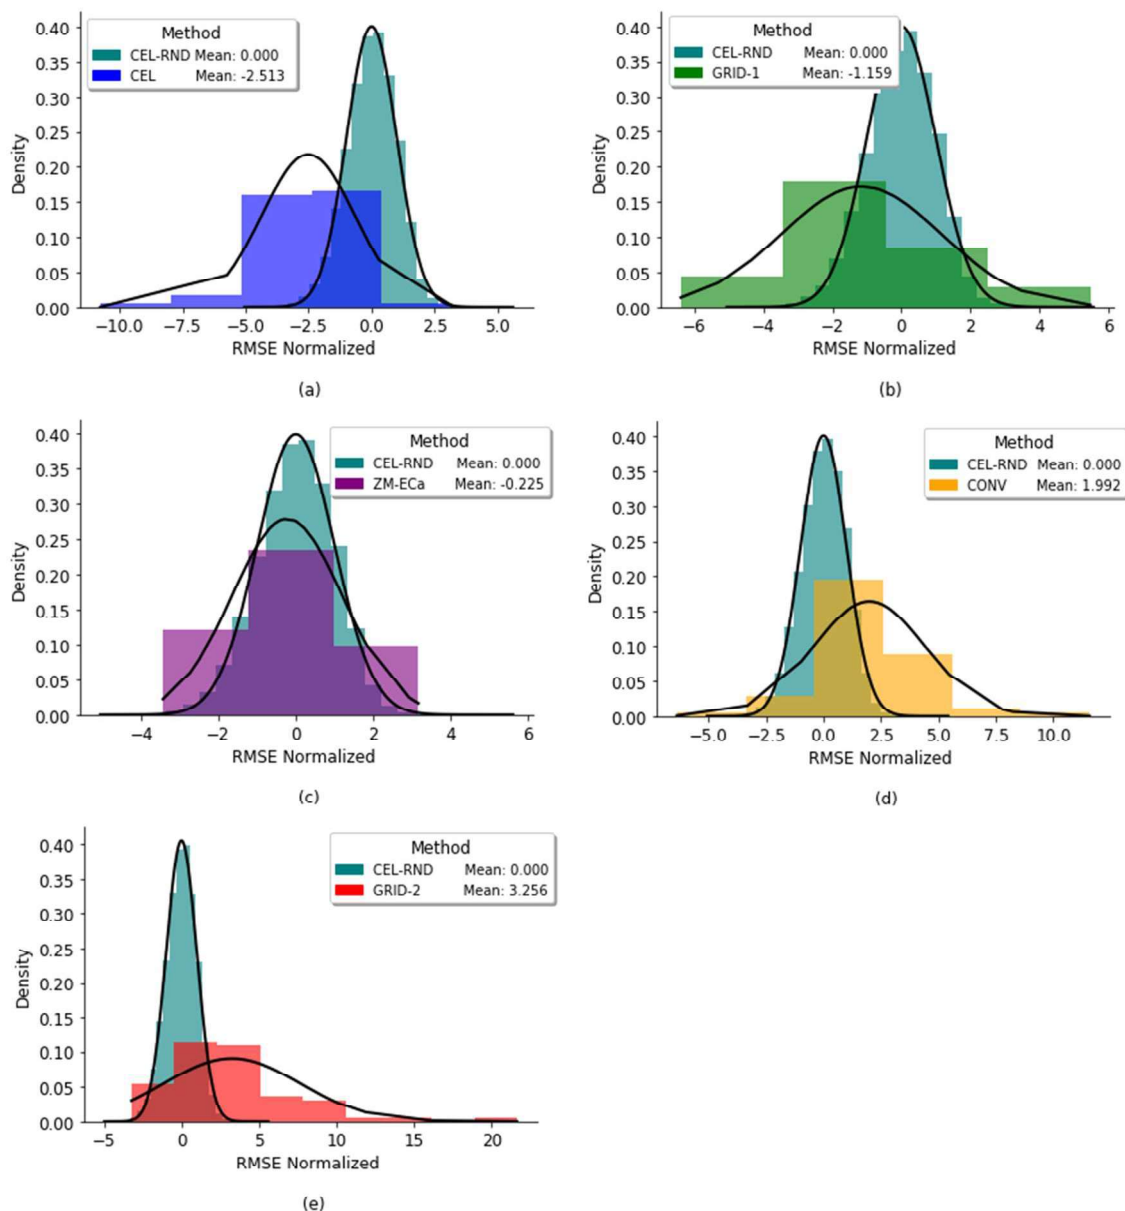 Method
CEL-RND Mean: 0.000
CEL Mean: -2.513
0.40
0.35
0.30
0.25
0.20
0.15
0.10
0.05
0.00
Density
−10.0 −7.5 −5.0 −2.5 0.0 2.5 5.0
RMSE Normalized
(a)
Method
CEL-RND Mean: 0.000
GRID-1 Mean: -1.159
0.40
0.35
0.30
0.25
0.20
0.15
0.10
0.05
0.00
Density
−6 −4 −2 0 2 4 6
RMSE Normalized
(b)
Method
CEL-RND Mean: 0.000
ZM-ECa Mean: -0.225
0.40
0.35
0.30
0.25
0.20
0.15
0.10
0.05
0.00
Density
−4 −2 0 2 4 6
RMSE Normalized
(c)
Method
CEL-RND Mean: 0.000
CONV Mean: 1.992
0.40
0.35
0.30
0.25
0.20
0.15
0.10
0.05
0.00
Density
−5.0 −2.5 0.0 2.5 5.0 7.5 10.0
RMSE Normalized
(d)
Method
CEL-RND Mean: 0.000
GRID-2 Mean: 3.256
0.40
0.35
0.30
0.25
0.20
0.15
0.10
0.05
0.00
Density
−5 0 5 10 15 20
RMSE Normalized
(e)